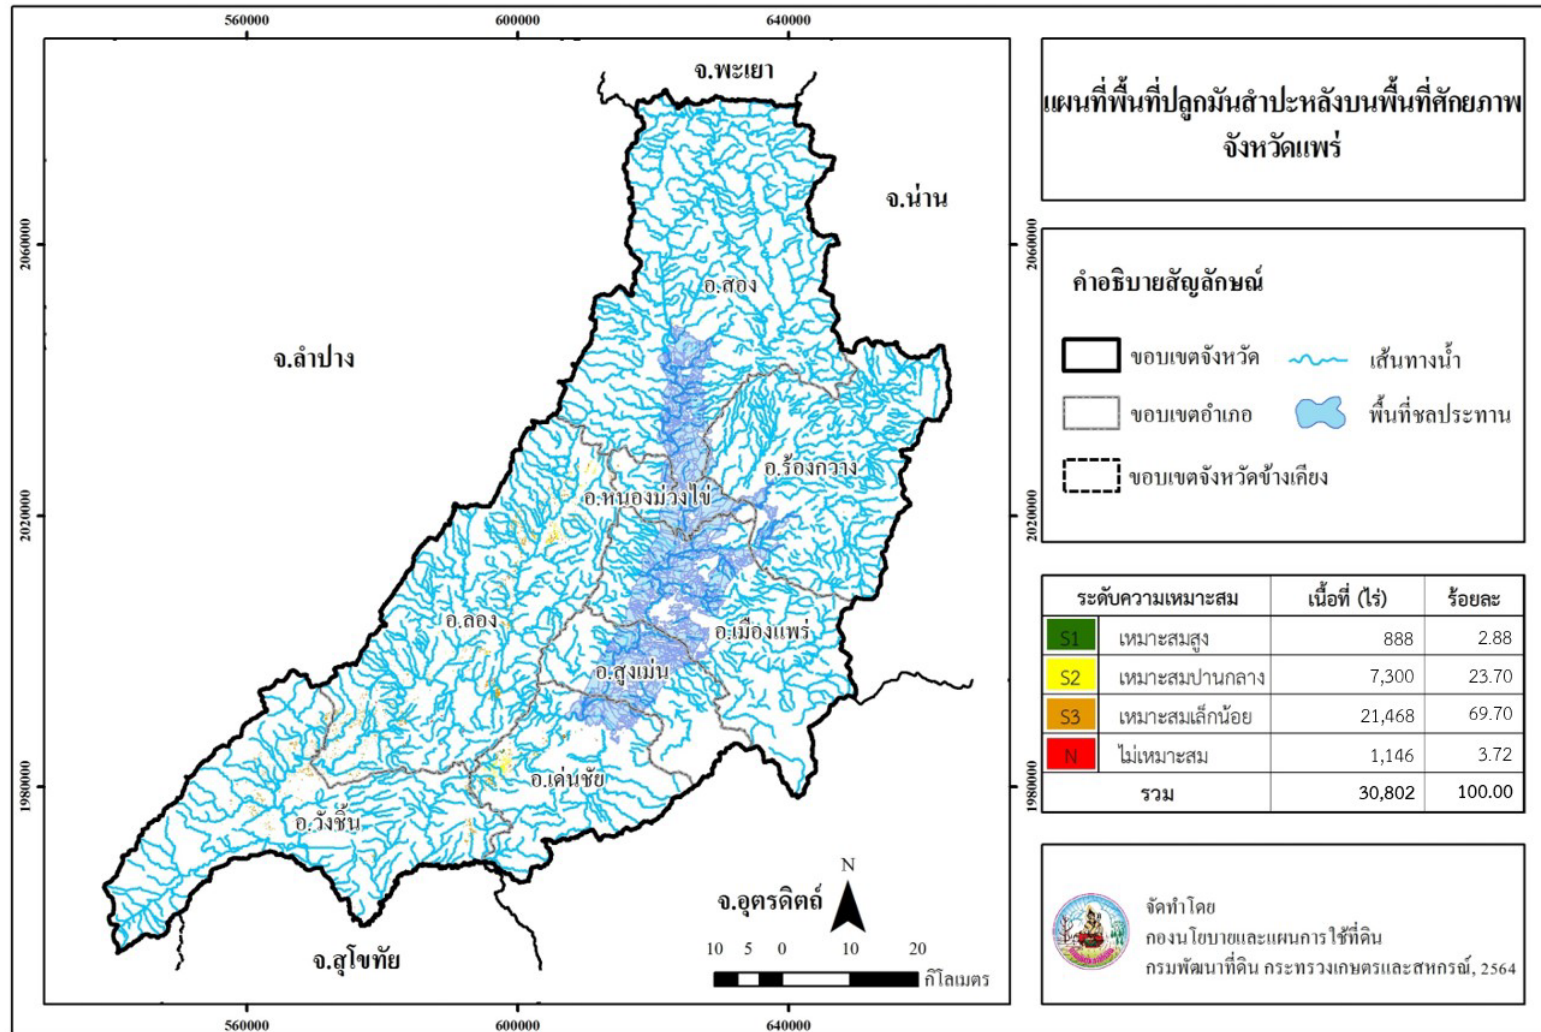 560000
600000
640000
แผนที่พื้นที่ปลูกมันสำปะหลังบนพื้นที่ศักยภาพ
จังหวัดแพร่
จ.พะเยา
จ.น่าน
2060000
2060000
อ.สอง
คำอธิบายสัญลักษณ์
จ.ลำปาง
ขอบเขตจังหวัด
เส้นทางน้ำ
ขอบเขตอำเภอ
พื้นที่ชลประทาน
ขอบเขตจังหวัดข้างเคียง
อ.ร้องกวาง
อ.หนองม่วงไข่
2020000
2020000
อ.ลอง
อ.เมืองแพร่
อ.สูงเม่น
ระดับความเหมาะสม เนื้อที่ (ไร่) ร้อยละ
S1 เหมาะสมสูง 888 2.88
S2 เหมาะสมปานกลาง 7,300 23.70
S3 เหมาะสมเล็กน้อย 21,468 69.70
N ไม่เหมาะสม 1,146 3.72
รวม 30,802 100.00
1980000
1980000
อ.เด่นชัย
อ.วังชิ้น
N
จ.อุตรดิตถ์
จ.สุโขทัย
10 5 0 10 20
กิโลเมตร
จัดทำโดย
กองนโยบายและแผนการใช้ที่ดิน
กรมพัฒนาที่ดิน กระทรวงเกษตรและสหกรณ์, 2564
560000
600000
640000